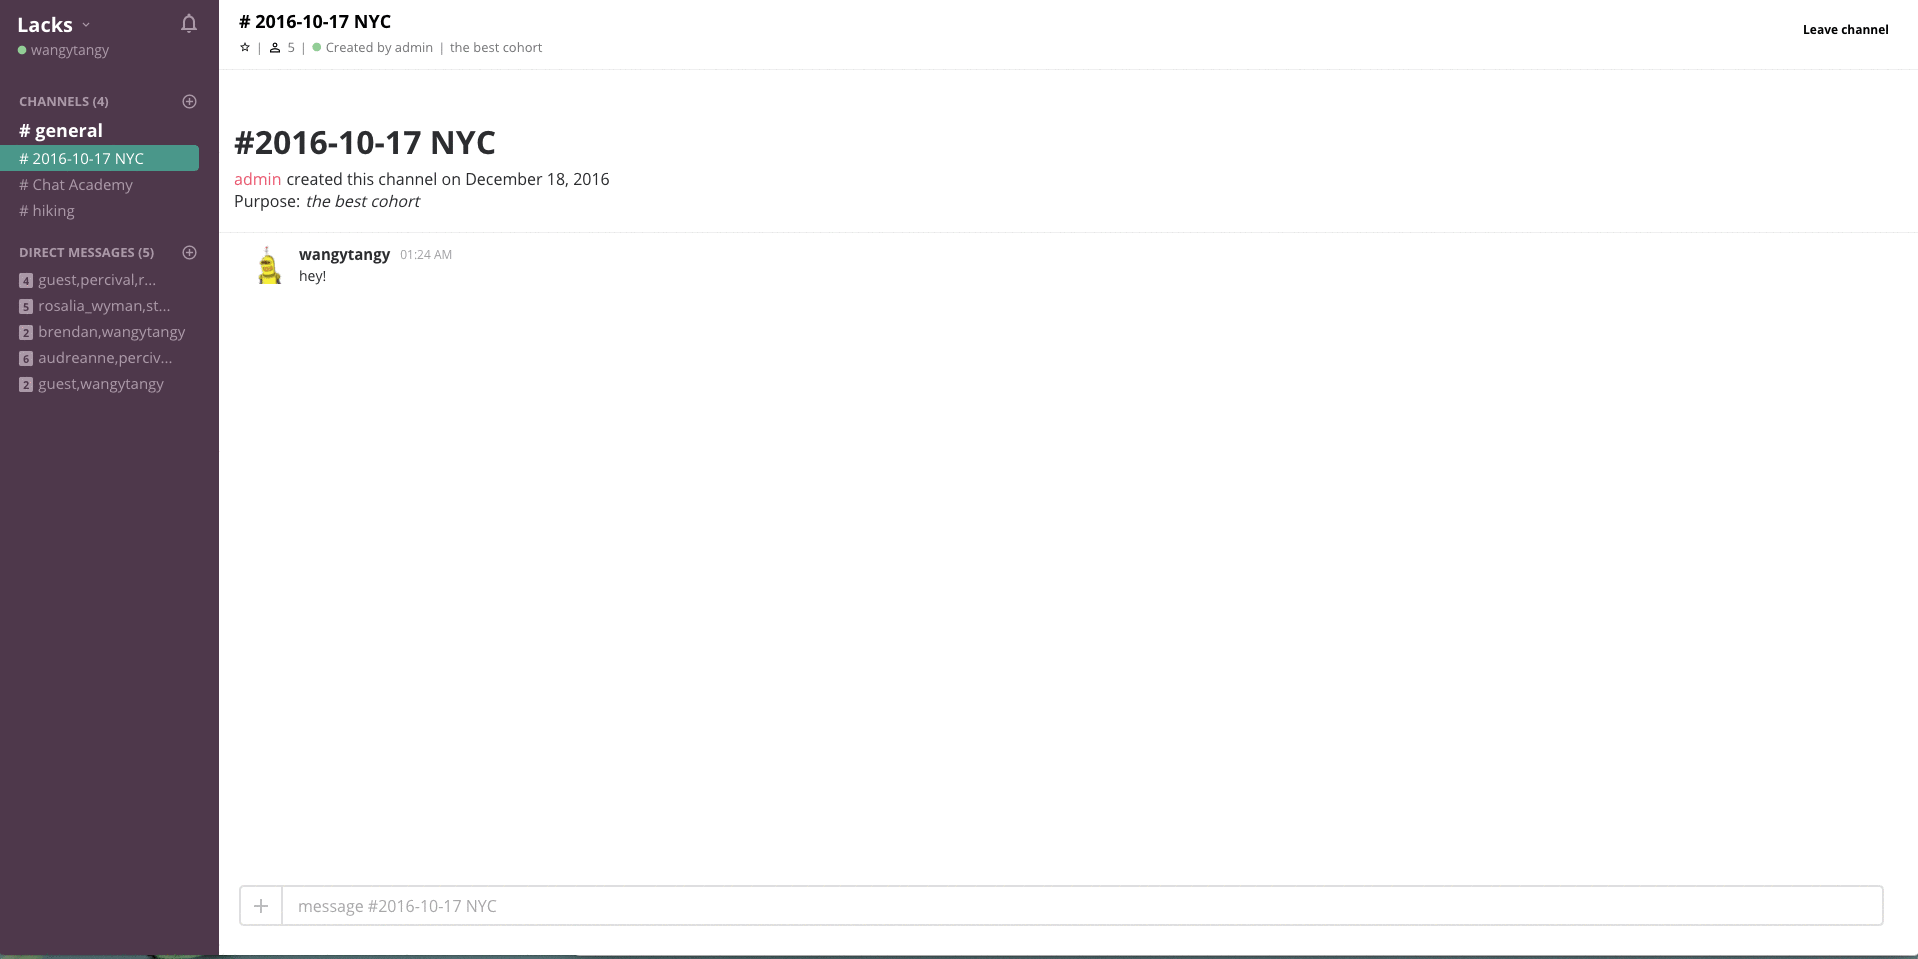 Lacks
wangytangy
CHANNELS (4)
# general
# 2016-10-17 NYC
# Chat Academy
# hiking
DIRECT MESSAGES (5)
4 guest,percival,r...
5 rosalia_wyman,st...
2 brendan,wangytangy
6 audreanne,perciv...
2 guest,wangytangy
# 2016-10-17 NYC
| 5 | Created by admin | the best cohort
Leave channel
#2016-10-17 NYC
admin created this channel on December 18, 2016
Purpose: the best cohort
wangytangy 01:24 AM
hey!
message #2016-10-17 NYC